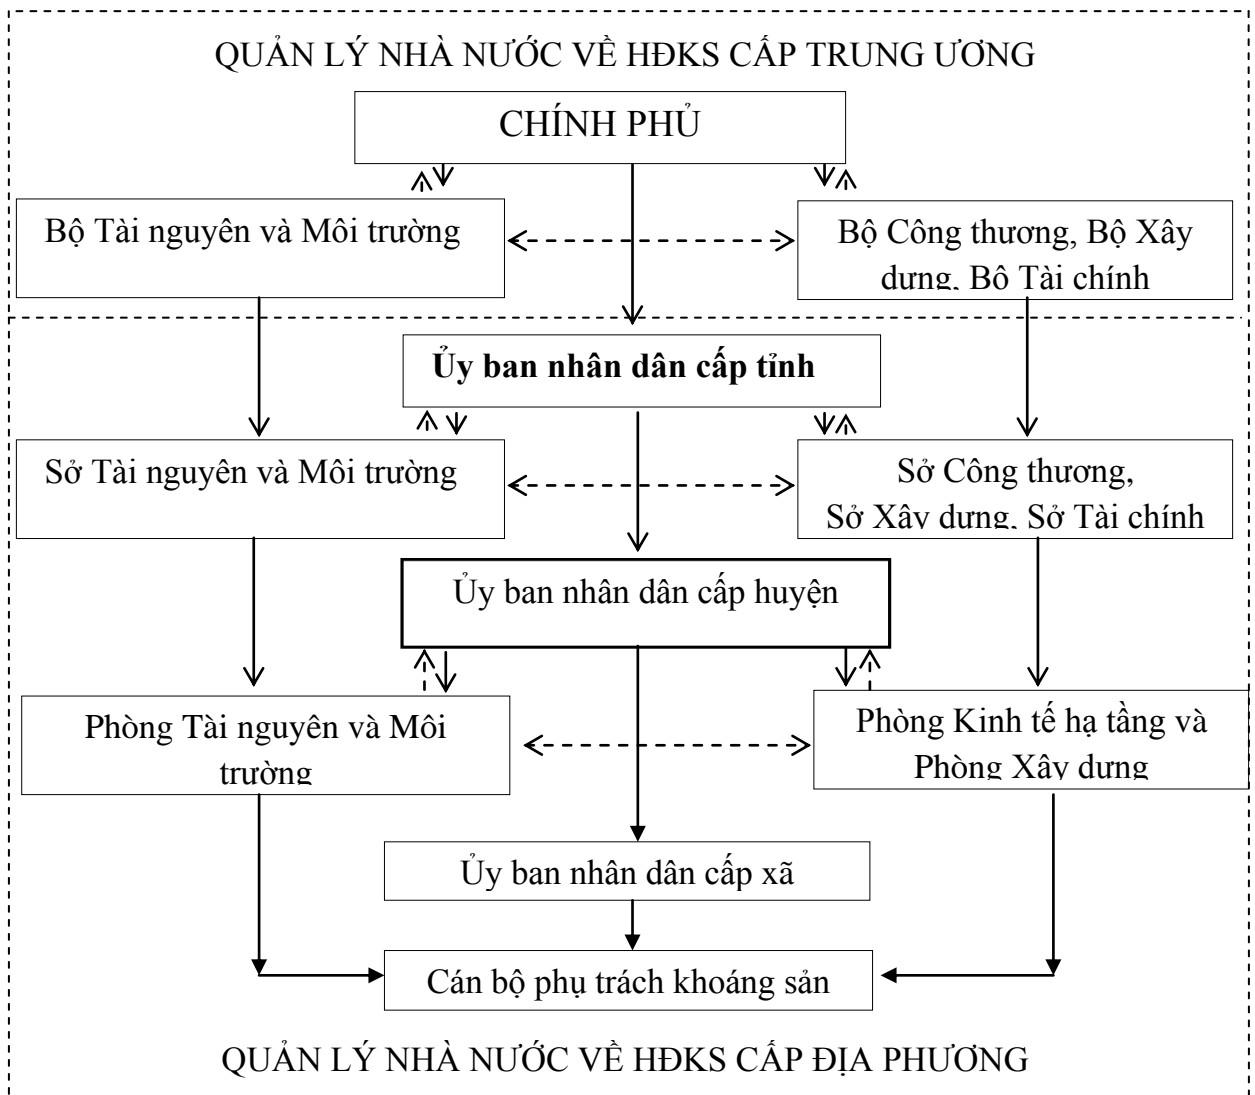 QUẢN LÝ NHÀ NƯỚC VỀ HĐKS CẤP TRUNG ƯƠNG
CHÍNH PHỦ
Bộ Tài nguyên và Môi trường
Bộ Công thương, Bộ Xây
dựng, Bộ Tài chính
Ủy ban nhân dân cấp tỉnh
Sở Tài nguyên và Môi trường
Sở Công thương,
Sở Xây dựng, Sở Tài chính
Ủy ban nhân dân cấp huyện
Phòng Tài nguyên và Môi
trường
Phòng Kinh tế hạ tầng và
Phòng Xây dựng
Ủy ban nhân dân cấp xã
Cán bộ phụ trách khoáng sản
QUẢN LÝ NHÀ NƯỚC VỀ HĐKS CẤP ĐỊA PHƯƠNG